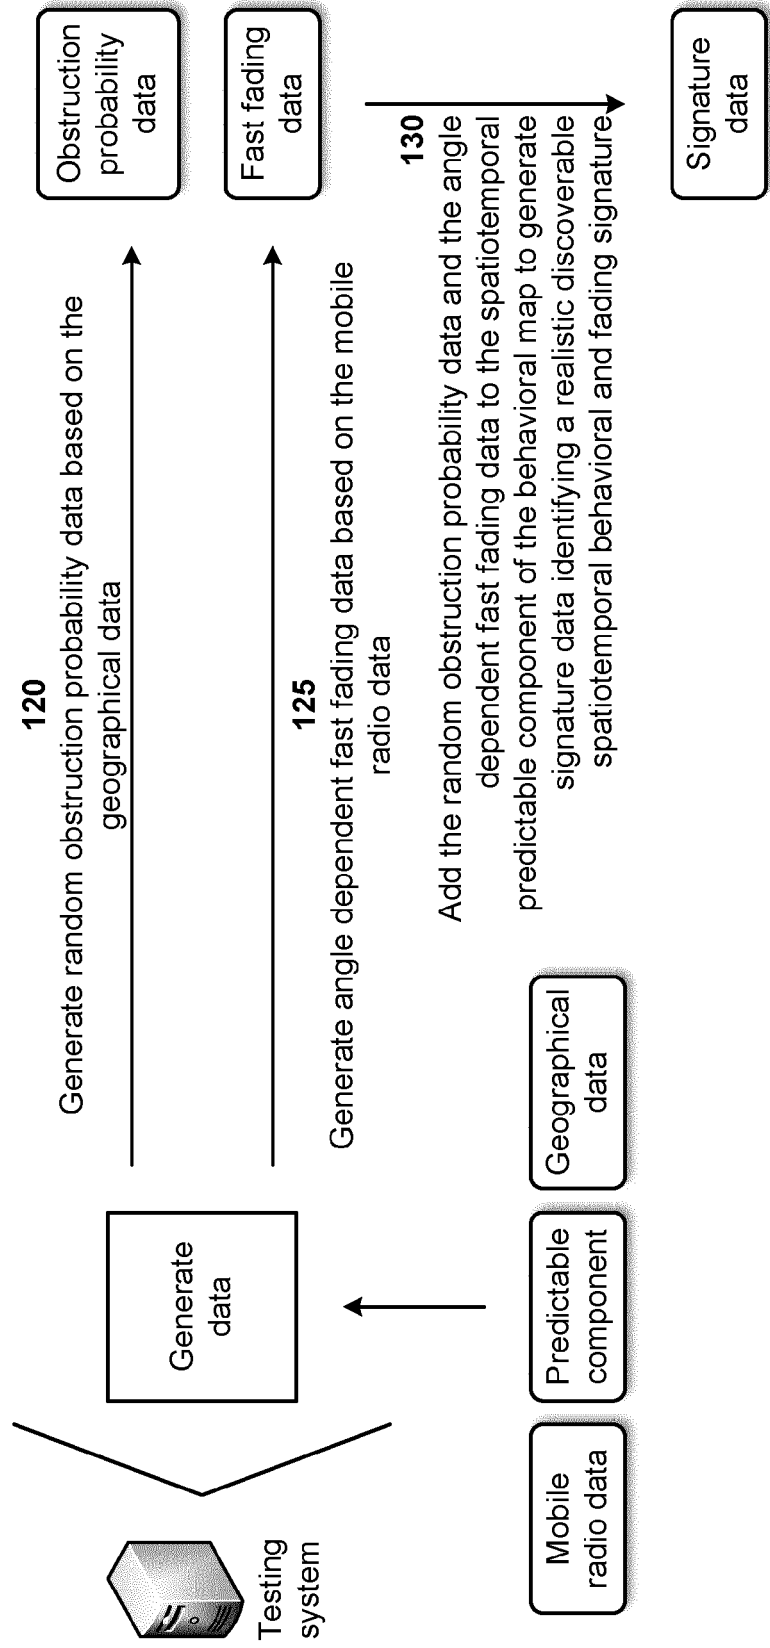 120
Generate random obstruction probability data based on the
geographical data
Obstruction
probability
data
Generate
data
125
Generate angle dependent fast fading data based on the mobile
radio data
Fast fading
data
Testing
system
130
Add the random obstruction probability data and the angle
dependent fast fading data to the spatiotemporal
predictable component of the behavioral map to generate
signature data identifying a realistic discoverable
spatiotemporal behavioral and fading signature
Mobile
radio data
Predictable
component
Geographical
data
Signature
data